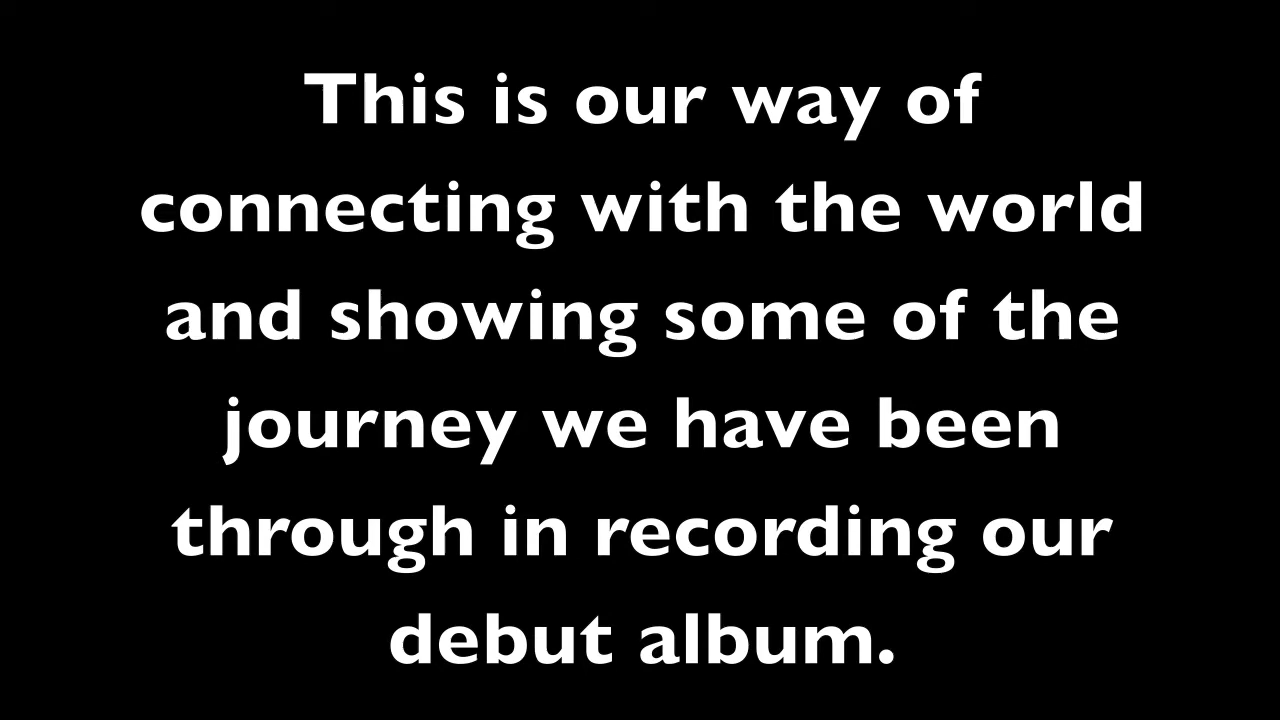 This is our way of
connecting with the world
and showing some of the
journey we have been
through in recording our
debut album.